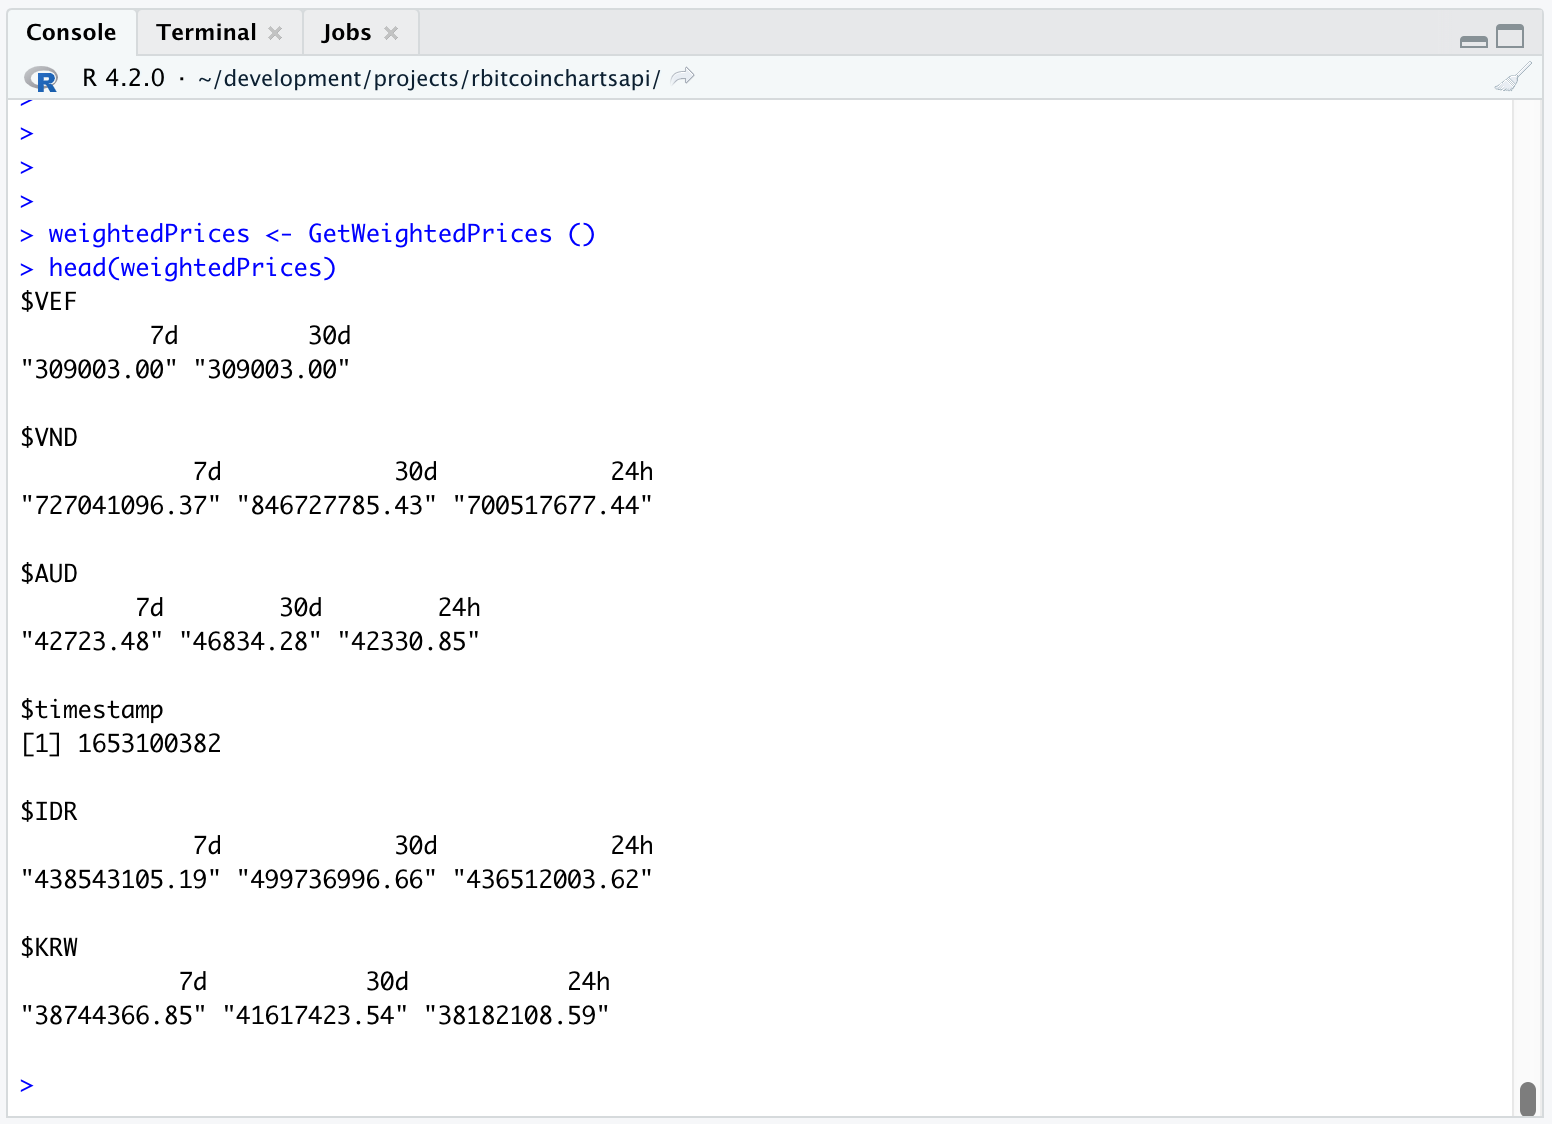 Console Terminal × Jobs ×
R R 4.2.0 · ~/development/projects/rbitcoinchartsapi/
>
>
>
>
> weightedPrices <- GetWeightedPrices ()
> head(weightedPrices)
$VEF
7d 30d
"309003.00" "309003.00"
$VND
7d 30d 24h
"727041096.37" "846727785.43" "700517677.44"
$AUD
7d 30d 24h
"42723.48" "46834.28" "42330.85"
$timestamp
[1] 1653100382
$IDR
7d 30d 24h
"438543105.19" "499736996.66" "436512003.62"
$KRW
7d 30d 24h
"38744366.85" "41617423.54" "38182108.59"
>